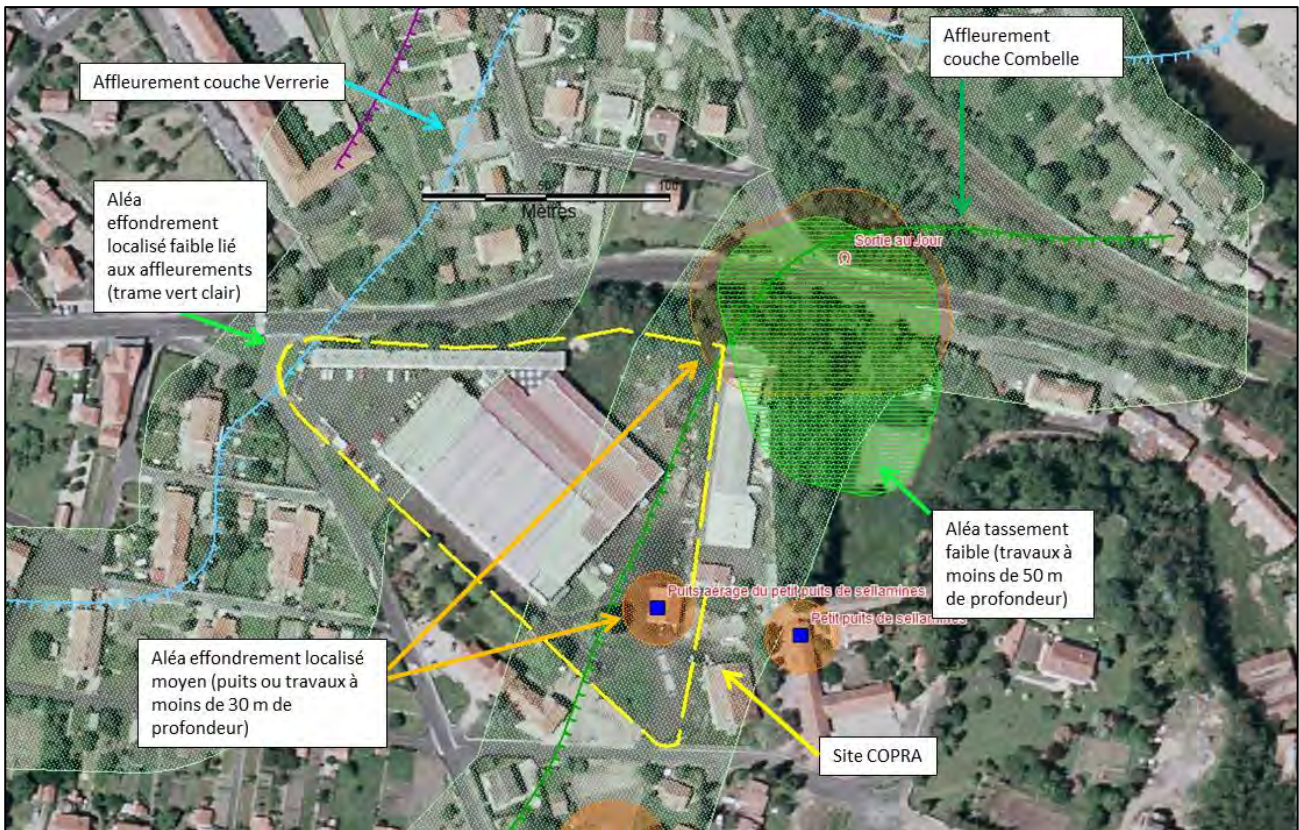 Affleurement couche Verrerie
Affleurement
couche Combelle
Aléa
effondrement
localisé faible lié
aux affleurements
(trame vert clair)
0
50
100
Mètres
Sortie au Jour
Puits aérage du petit puits de sellamines
Petit puits de sellamines
Aléa tassement
faible (travaux à
moins de 50 m
de profondeur)
Aléa effondrement localisé
moyen (puits ou travaux à
moins de 30 m de
profondeur)
Site COPRA